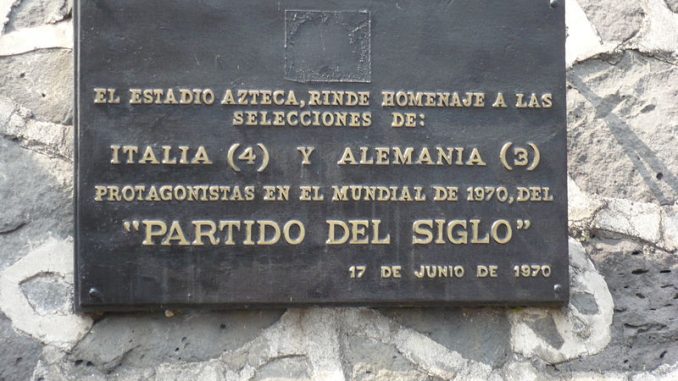 EL ESTADIO AZTECA, RINDE HOMENAJE A LAS
SELECCIONES DE:
ITALIA (4) Y ALEMANIA (3)
PROTAGONISTAS EN EL MUNDIAL DE 1970, DEL
"PARTIDO DEL SIGLO"
17 DE JUNIO DE 1970